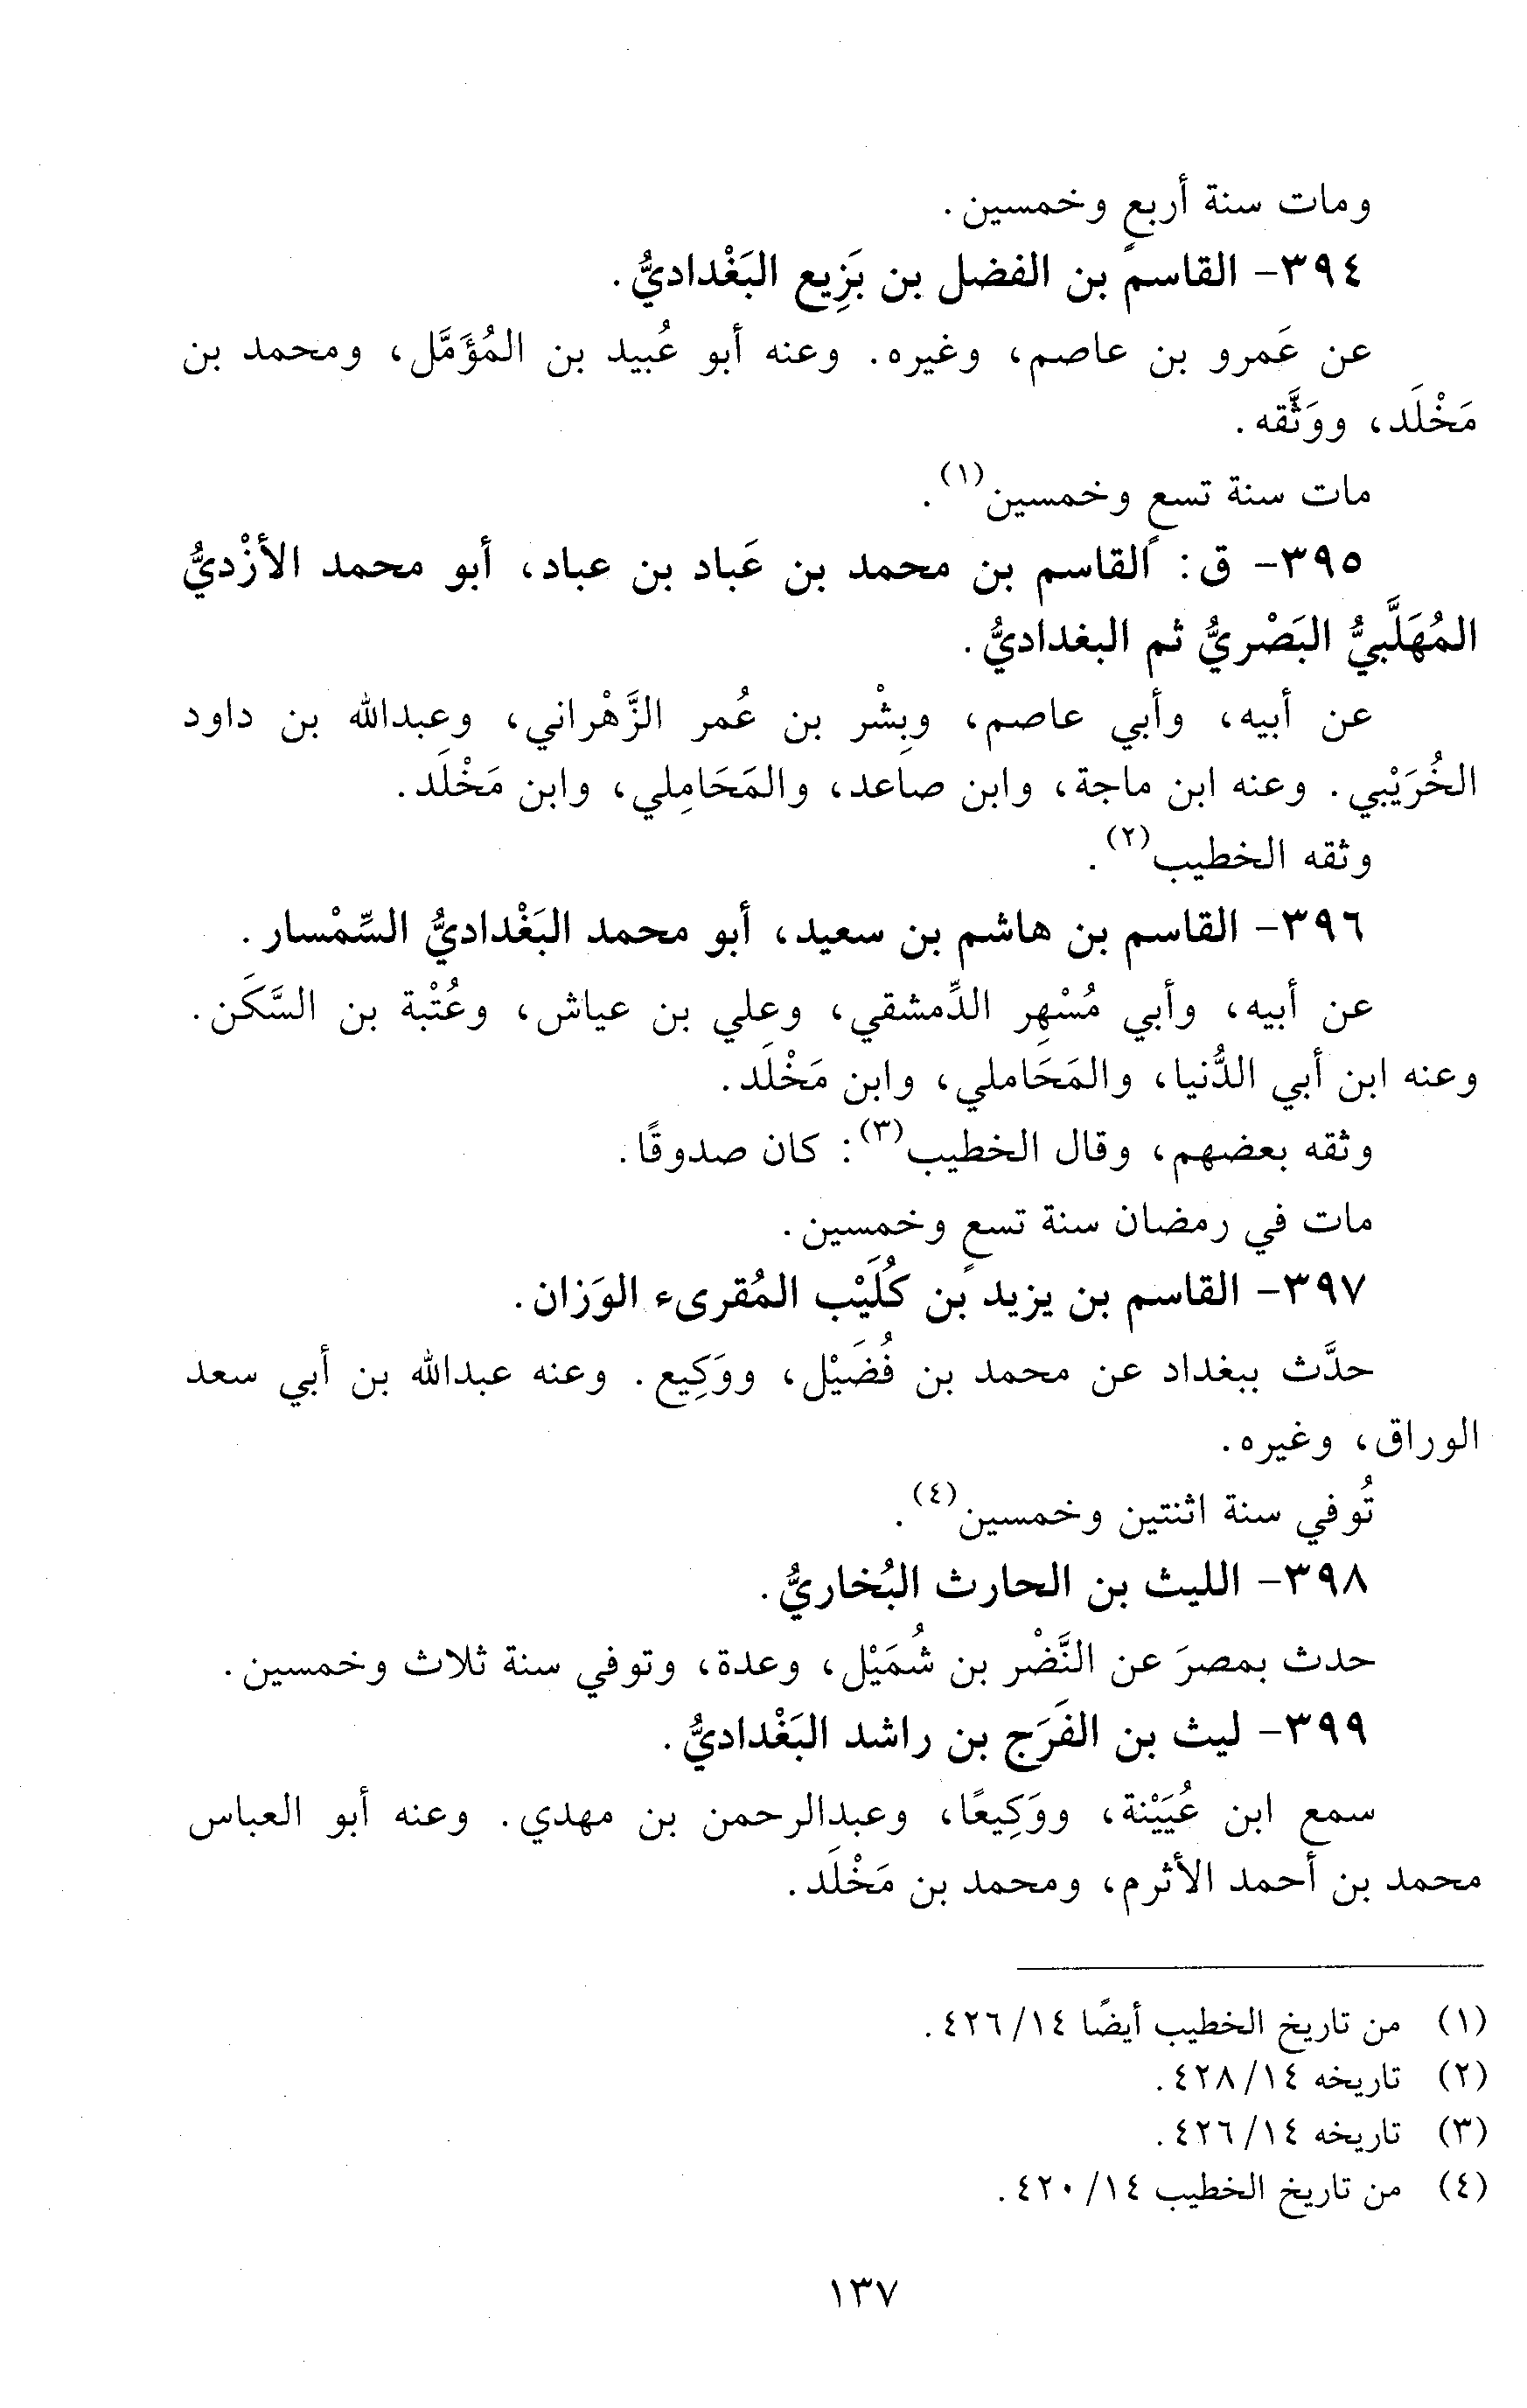 ومات سنة أربعٍ وخمسين.
٣٩٤- القاسم بن الفضل بن بَزِيع البَغْداديُّ.
عن عَمرو بن عاصم، وغيره. وعنه أبو عُبيد بن المُؤَمَّل، ومحمد بن
مَخْلَد، ووَثَّقه.
مات سنة تسعٍ وخمسين(١).
٣٩٥- ق: القاسم بن محمد بن عَباد بن عباد، أبو محمد الأزْديُّ
المُهَلَّبيُّ البَصْريُّ ثم البغداديُّ.
عن أبيه، وأبي عاصم، وبِشْر بن عُمر الزَّهْراني، وعبدالله بن داود
الخُرَيْبي. وعنه ابن ماجة، وابن صاعد، والمَحَامِلي، وابن مَخْلَد.
وثقه الخطيب(٢).
٣٩٦- القاسم بن هاشم بن سعيد، أبو محمد البَغْداديُّ السِّمْسار.
عن أبيه، وأبي مُسْهِر الدِّمشقي، وعلي بن عياش، وعُتْبة بن السَّكَن.
وعنه ابن أبي الدُّنيا، والمَحَاملي، وابن مَخْلَد.
وثقه بعضهم، وقال الخطيب(٣): كان صدوقًا.
مات في رمضان سنة تسعٍ وخمسين.
٣٩٧- القاسم بن يزيد بن كُلَيْب المُقرىء الوَزان.
حدَّث ببغداد عن محمد بن فُضَيْل، ووَكِيع. وعنه عبدالله بن أبي سعد
الوراق، وغيره.
تُوفي سنة اثنتين وخمسين(٤).
٣٩٨- الليث بن الحارث البُخاريُّ.
حدث بمصرَ عن النَّضْر بن شُمَيْل، وعدة، وتوفي سنة ثلاث وخمسين.
٣٩٩- ليث بن الفَرَج بن راشد البَغْداديُّ.
سمع ابن عُيَيْنة، ووَكِيعًا، وعبدالرحمن بن مهدي. وعنه أبو العباس
محمد بن أحمد الأثرم، ومحمد بن مَخْلَد.
(١) من تاريخ الخطيب أيضًا ١٤/ ٤٢٦.
(٢) تاريخه ١٤/ ٤٢٨.
(٣) تاريخه ١٤/ ٤٢٦.
(٤) من تاريخ الخطيب ١٤/ ٤٢٠.
١٣٧